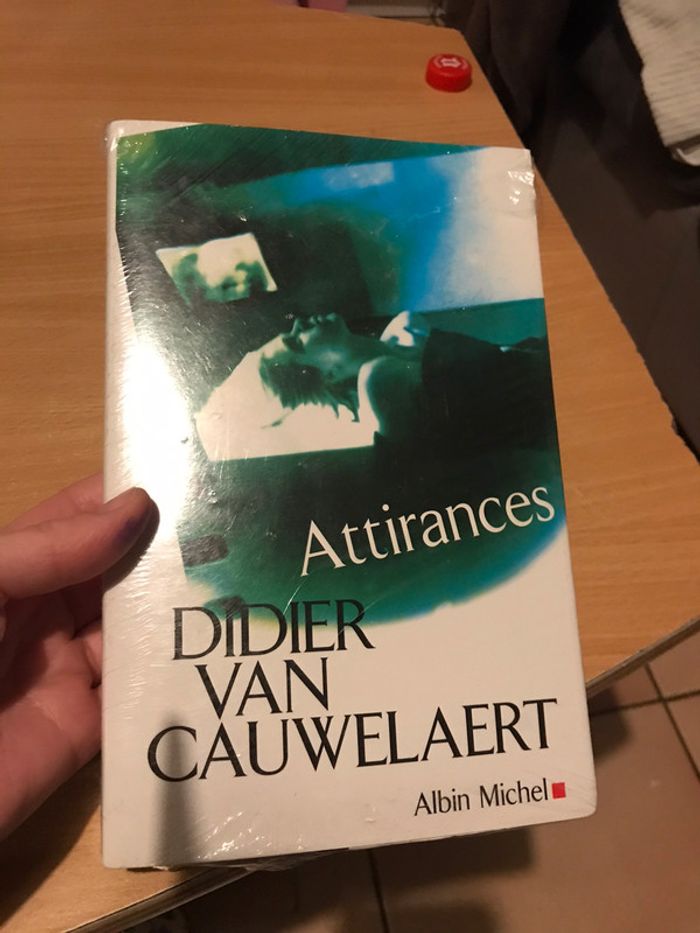 Attirances
DIDIER
VAN
CAUWELAERT
Albin Michel